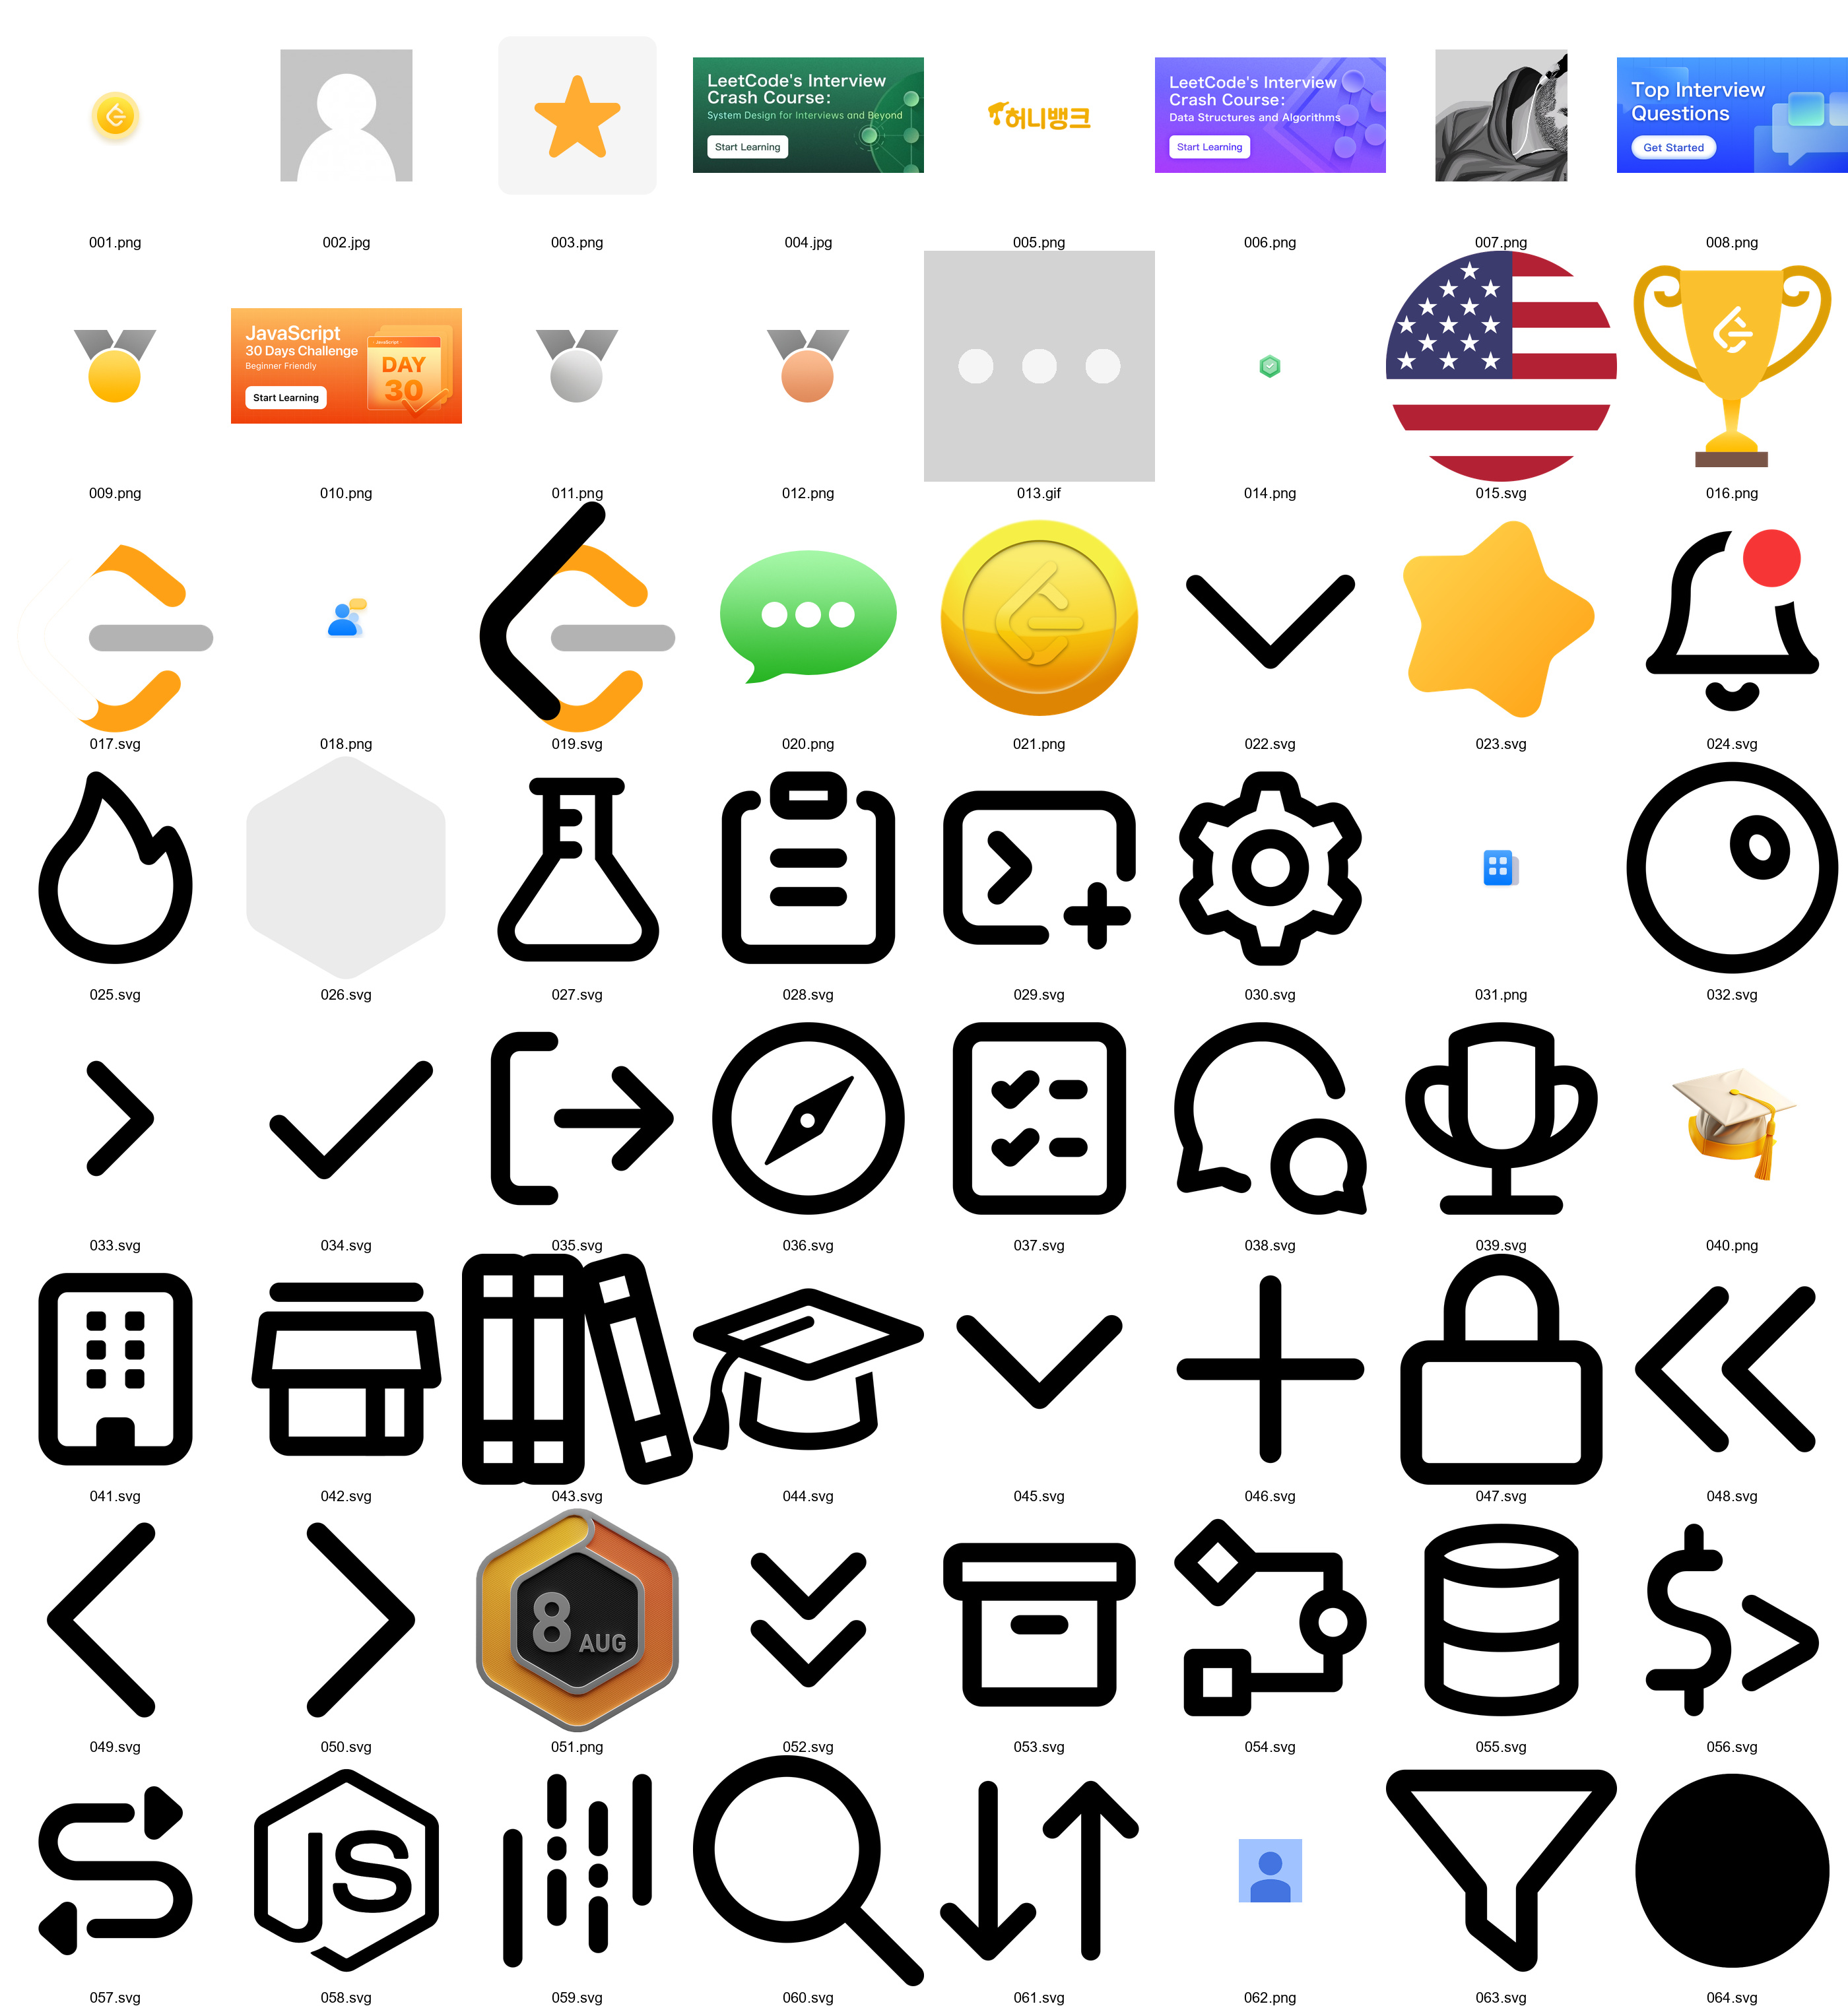 LeetCode's Interview
Crash Course:
System Design for Interviews and Beyond
Start Learning
허니뱅크
LeetCode's Interview
Crash Course:
Data Structures and Algorithms
Start Learning
Top Interview
Questions
Get Started
001.png
002.jpg
003.png
004.jpg
005.png
006.png
007.png
008.png
JavaScript
30 Days Challenge
Beginner Friendly
Start Learning
JavaScript
DAY
30
009.png
010.png
011.png
012.png
013.gif
014.png
015.svg
016.png
017.svg
018.png
019.svg
020.png
021.png
022.svg
023.svg
024.svg
025.svg
026.svg
027.svg
028.svg
029.svg
030.svg
031.png
032.svg
033.svg
034.svg
035.svg
036.svg
037.svg
038.svg
039.svg
040.png
041.svg
042.svg
043.svg
044.svg
045.svg
046.svg
047.svg
048.svg
8 AUG
049.svg
050.svg
051.png
052.svg
053.svg
054.svg
055.svg
056.svg
JS
057.svg
058.svg
059.svg
060.svg
061.svg
062.png
063.svg
064.svg